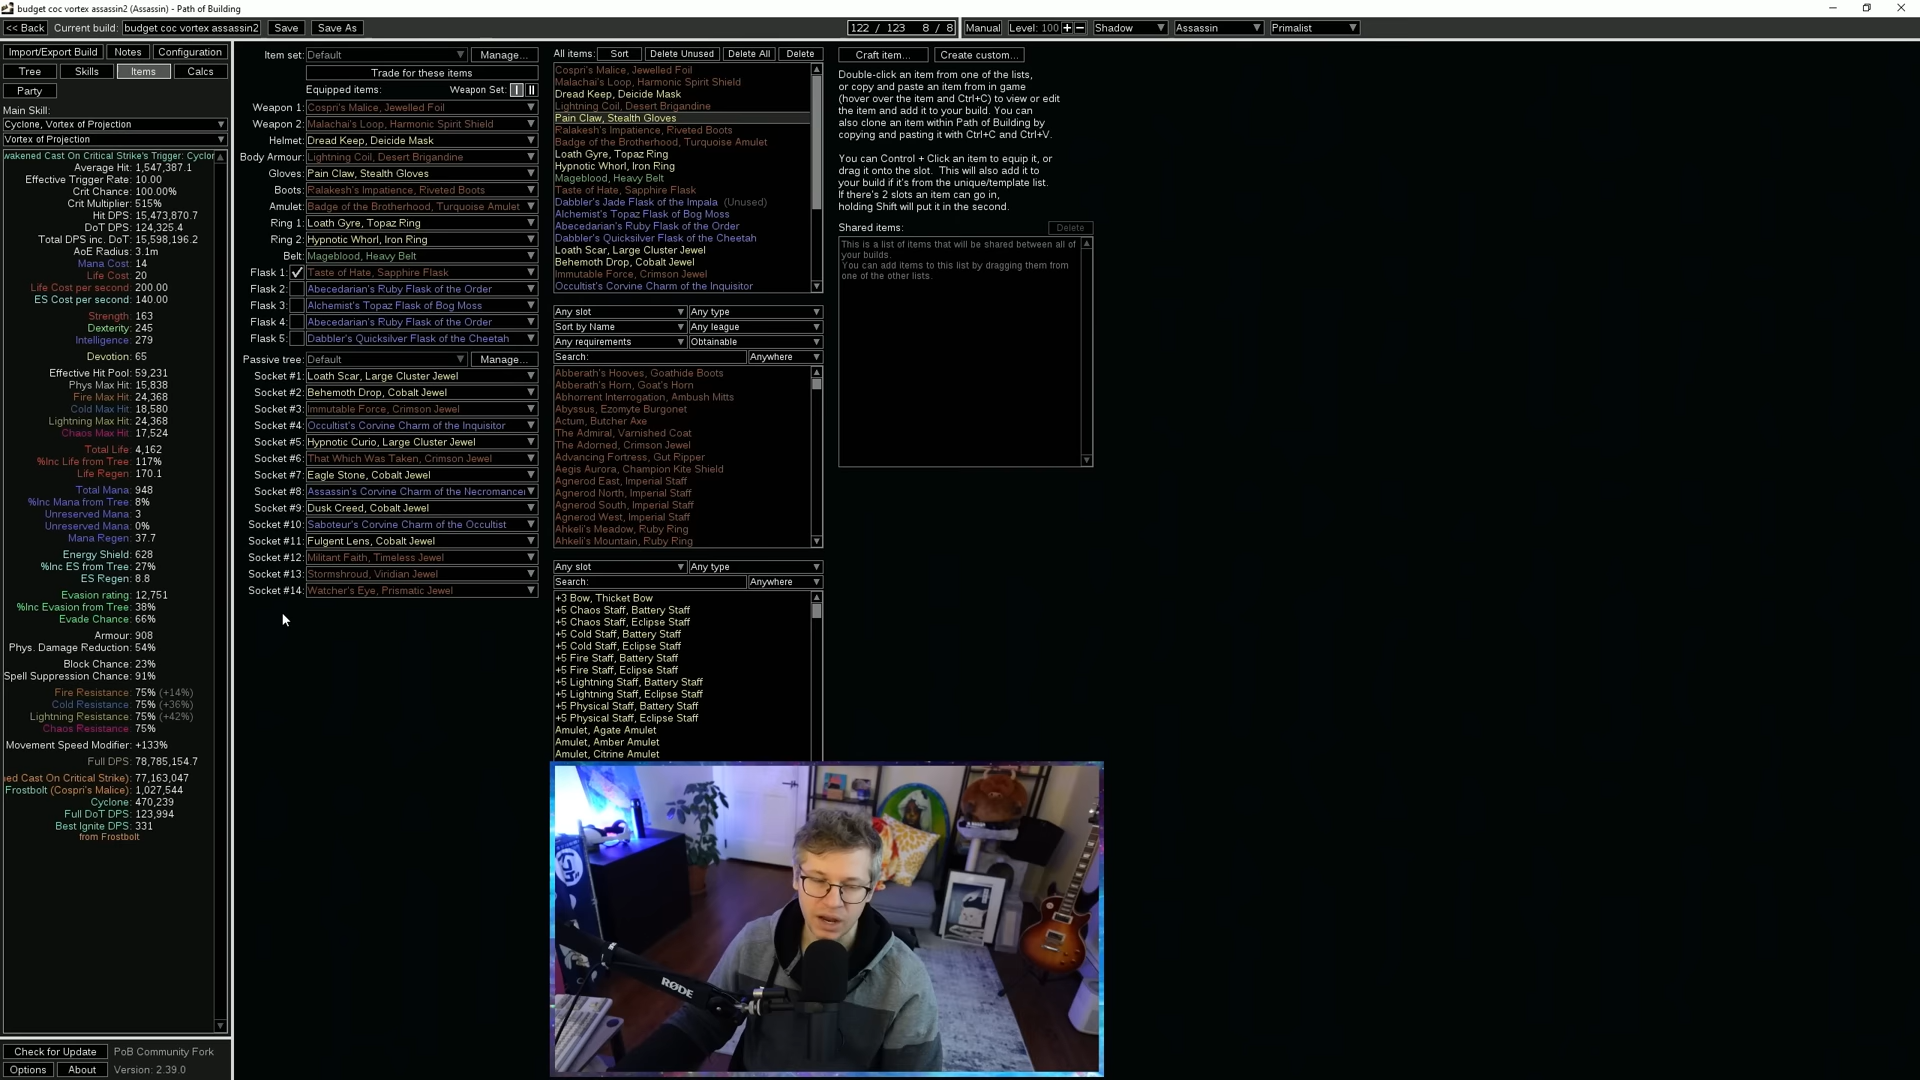 budget coc vortex assassin2 (Assassin) - Path of Building
<< Back
Current build: budget coc vortex assassin2
Save
Save As
122 / 123   8 / 8
Manual
Level: 100
Shadow
Assassin
Primalist
Import/Export Build
Notes
Configuration
Tree
Skills
Items
Calcs
Party
Main Skill:
Cyclone, Vortex of Projection
Vortex of Projection
wakened Cast On Critical Strike's Trigger: Cyclo
Average Hit: 1,547,387.1
Effective Trigger Rate: 10.00
Crit Chance: 100.00%
Crit Multiplier: 515%
Hit DPS: 15,473,870.7
DoT DPS: 124,325.4
Total DPS inc. DoT: 15,598,196.2
AoE Radius: 3.1m
Mana Cost: 14
Life Cost: 20
Life Cost per second: 200.00
ES Cost per second: 140.00
Strength: 163
Dexterity: 245
Intelligence: 279
Devotion: 65
Effective Hit Pool: 59,231
Phys Max Hit: 15,838
Fire Max Hit: 24,368
Cold Max Hit: 18,580
Lightning Max Hit: 24,368
Chaos Max Hit: 17,524
Total Life: 4,162
%Inc Life from Tree: 117%
Life Regen: 170.1
Total Mana: 948
%Inc Mana from Tree: 8%
Unreserved Mana: 3
Unreserved Mana: 0%
Mana Regen: 37.7
Energy Shield: 628
%Inc ES from Tree: 27%
ES Regen: 8.8
Evasion rating: 12,751
%Inc Evasion from Tree: 38%
Evade Chance: 66%
Armour: 908
Phys. Damage Reduction: 54%
Block Chance: 23%
Spell Suppression Chance: 91%
Fire Resistance: 75% (+14%)
Cold Resistance: 75% (+36%)
Lightning Resistance: 75% (+42%)
Chaos Resistance: 75%
Movement Speed Modifier: +133%
Full DPS: 78,785,154.7
ed Cast On Critical Strike): 77,163,047
Frostbolt (Cospri's Malice): 1,027,544
Cyclone: 470,239
Full DoT DPS: 123,994
Best Ignite DPS: 331
from Frostbolt
Check for Update
PoB Community Fork
Options
About
Version: 2.39.0
Item set: Default
Manage...
Trade for these items
Equipped items:
Weapon Set: I II
Weapon 1: Cospri's Malice, Jewelled Foil
Weapon 2: Malachai's Loop, Harmonic Spirit Shield
Helmet: Dread Keep, Deicide Mask
Body Armour: Lightning Coil, Desert Brigandine
Gloves: Pain Claw, Stealth Gloves
Boots: Ralakesh's Impatience, Riveted Boots
Amulet: Badge of the Brotherhood, Turquoise Amulet
Ring 1: Loath Gyre, Topaz Ring
Ring 2: Hypnotic Whorl, Iron Ring
Belt: Mageblood, Heavy Belt
Flask 1: Taste of Hate, Sapphire Flask
Flask 2: Abecedarian's Ruby Flask of the Order
Flask 3: Alchemist's Topaz Flask of Bog Moss
Flask 4: Abecedarian's Ruby Flask of the Order
Flask 5: Dabbler's Quicksilver Flask of the Cheetah
Passive tree: Default
Manage...
Socket #1: Loath Scar, Large Cluster Jewel
Socket #2: Behemoth Drop, Cobalt Jewel
Socket #3: Immutable Force, Crimson Jewel
Socket #4: Occultist's Corvine Charm of the Inquisitor
Socket #5: Hypnotic Curio, Large Cluster Jewel
Socket #6: That Which Was Taken, Crimson Jewel
Socket #7: Eagle Stone, Cobalt Jewel
Socket #8: Assassin's Corvine Charm of the Necromancer
Socket #9: Dusk Creed, Cobalt Jewel
Socket #10: Saboteur's Corvine Charm of the Occultist
Socket #11: Fulgent Lens, Cobalt Jewel
Socket #12: Militant Faith, Timeless Jewel
Socket #13: Stormshroud, Viridian Jewel
Socket #14: Watcher's Eye, Prismatic Jewel
All items:
Sort
Delete Unused
Delete All
Delete
Cospri's Malice, Jewelled Foil
Malachai's Loop, Harmonic Spirit Shield
Dread Keep, Deicide Mask
Lightning Coil, Desert Brigandine
Pain Claw, Stealth Gloves
Ralakesh's Impatience, Riveted Boots
Badge of the Brotherhood, Turquoise Amulet
Loath Gyre, Topaz Ring
Hypnotic Whorl, Iron Ring
Mageblood, Heavy Belt
Taste of Hate, Sapphire Flask
Dabbler's Jade Flask of the Impala (Unused)
Alchemist's Topaz Flask of Bog Moss
Abecedarian's Ruby Flask of the Order
Dabbler's Quicksilver Flask of the Cheetah
Loath Scar, Large Cluster Jewel
Behemoth Drop, Cobalt Jewel
Immutable Force, Crimson Jewel
Occultist's Corvine Charm of the Inquisitor
Any slot
Any type
Sort by Name
Any league
Any requirements
Obtainable
Search:
Anywhere
Abberath's Hooves, Goathide Boots
Abberath's Horn, Goat's Horn
Abhorrent Interrogation, Ambush Mitts
Abyssus, Ezomyte Burgonet
Actum, Butcher Axe
The Admiral, Varnished Coat
The Adorned, Crimson Jewel
Advancing Fortress, Gut Ripper
Aegis Aurora, Champion Kite Shield
Agnerod East, Imperial Staff
Agnerod North, Imperial Staff
Agnerod South, Imperial Staff
Agnerod West, Imperial Staff
Ahkeli's Meadow, Ruby Ring
Ahkeli's Mountain, Ruby Ring
Any slot
Any type
Search:
Anywhere
+3 Bow, Thicket Bow
+5 Chaos Staff, Battery Staff
+5 Chaos Staff, Eclipse Staff
+5 Cold Staff, Battery Staff
+5 Cold Staff, Eclipse Staff
+5 Fire Staff, Battery Staff
+5 Fire Staff, Eclipse Staff
+5 Lightning Staff, Battery Staff
+5 Lightning Staff, Eclipse Staff
+5 Physical Staff, Battery Staff
+5 Physical Staff, Eclipse Staff
Amulet, Agate Amulet
Amulet, Amber Amulet
Amulet, Citrine Amulet
Craft item...
Create custom...
Double-click an item from one of the lists,
or copy and paste an item from in game
(hover over the item and Ctrl+C) to view or edit
the item and add it to your build. You can
also clone an item within Path of Building by
copying and pasting it with Ctrl+C and Ctrl+V.
You can Control + Click an item to equip it, or
drag it onto the slot.  This will also add it to
your build if it's from the unique/template list.
If there's 2 slots an item can go in,
holding Shift will put it in the second.
Shared items:
Delete
This is a list of items that will be shared between all of
your builds.
You can add items to this list by dragging them from
one of the other lists.
RØDE